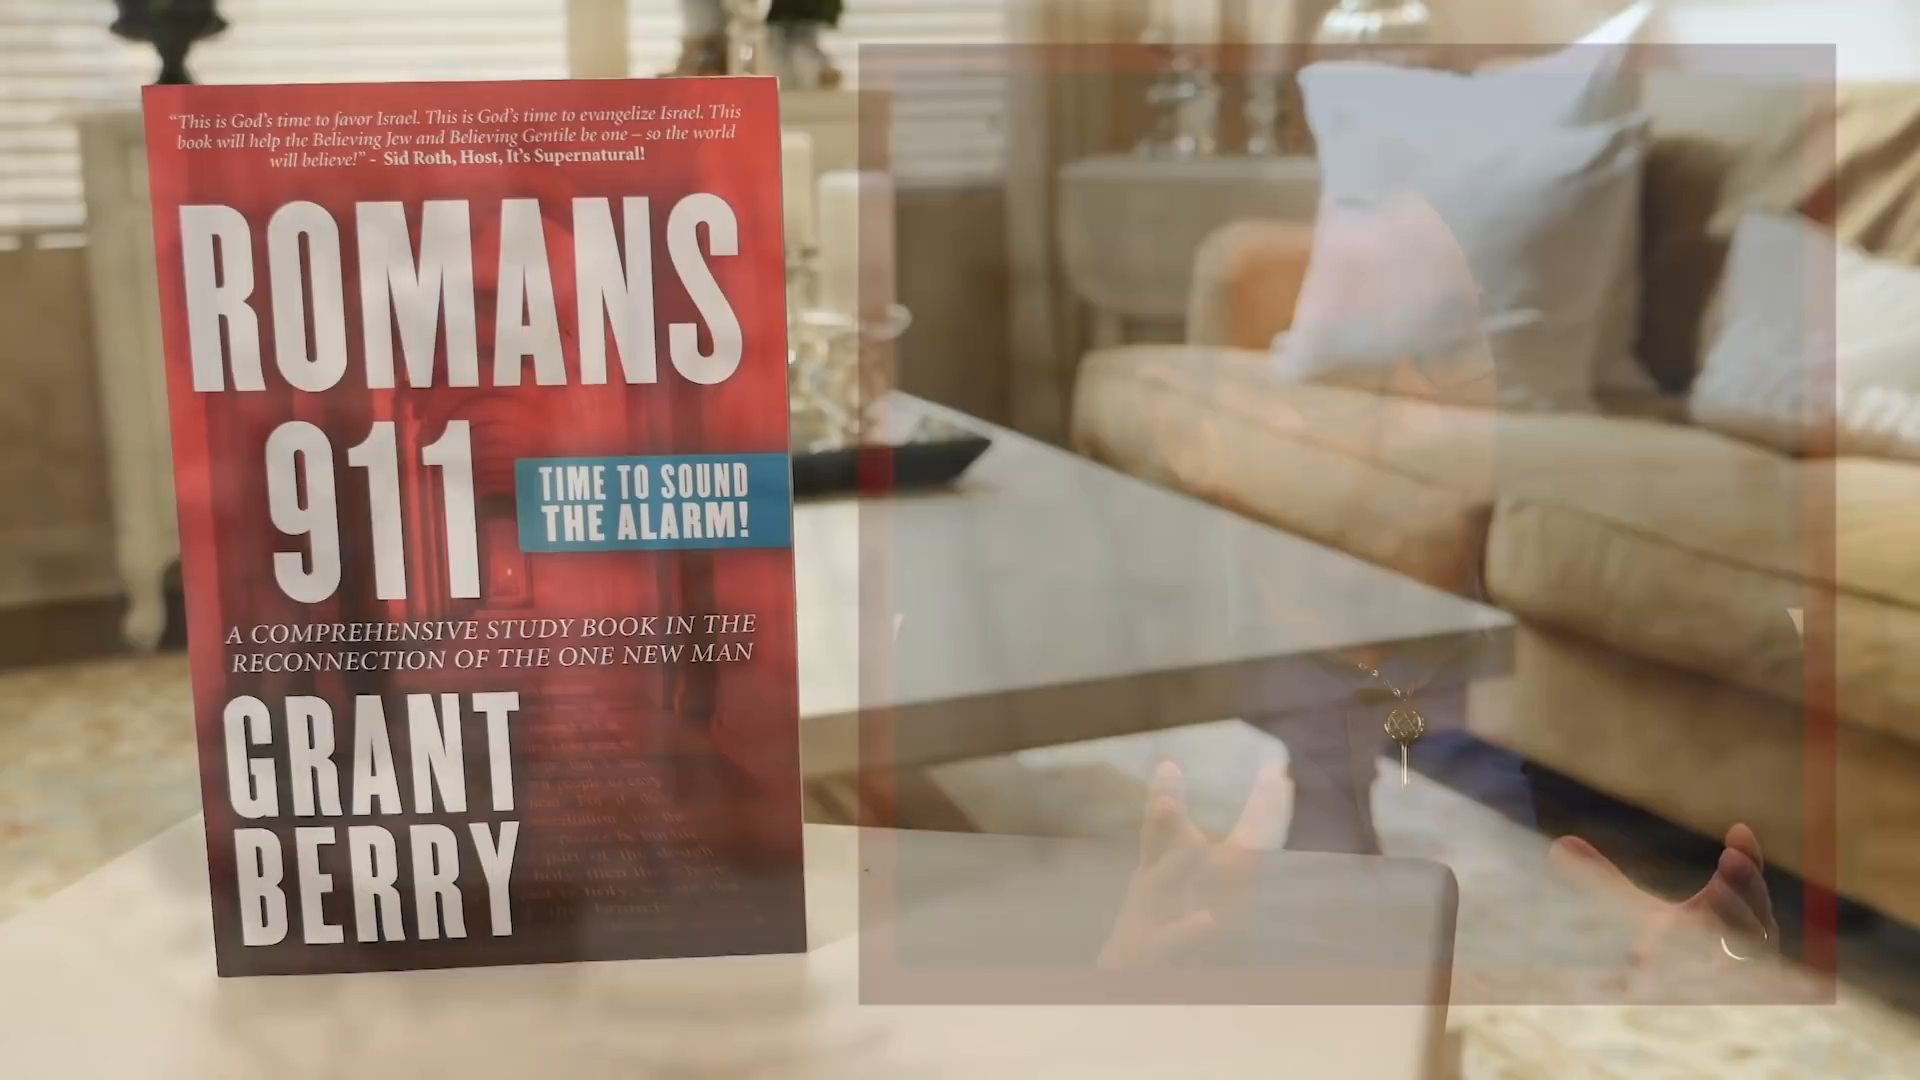 “This is God's time to favor Israel. This is God's time to evangelize Israel. This
book will help the Believing Jew and Believing Gentile be one – so the world
will believe!” - Sid Roth, Host, It's Supernatural!
ROMANS
911
TIME TO SOUND
THE ALARM!
A COMPREHENSIVE STUDY BOOK IN THE
RECONNECTION OF THE ONE NEW MAN
GRANT
BERRY